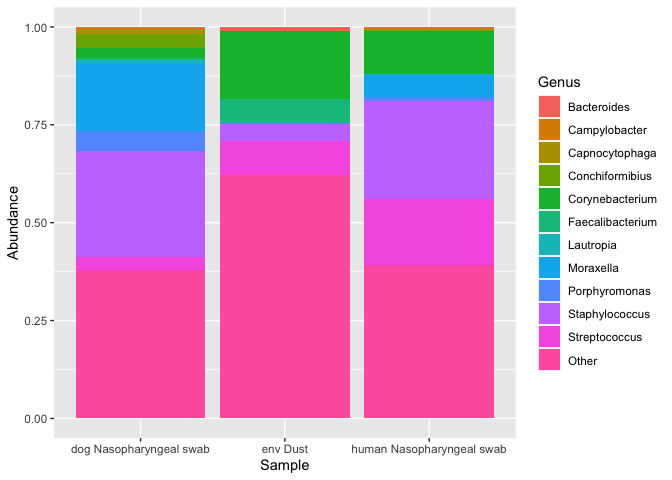 1.00
0.75
0.50
0.25
0.00
Abundance
dog Nasopharyngeal swab
env Dust
human Nasopharyngeal swab
Sample
Genus
Bacteroides
Campylobacter
Capnocytophaga
Conchiformibius
Corynebacterium
Faecalibacterium
Lautropia
Moraxella
Porphyromonas
Staphylococcus
Streptococcus
Other